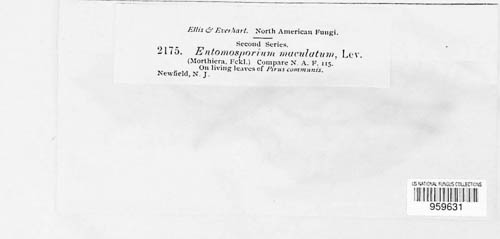 Ellis & Everhart. North American Fungi.
Second Series.
2175. Entomosporium maculatum, Lev.
(Morthiera, Fckl.) Compare N. A. F. 115.
On living leaves of Pirus communis.
Newfield, N. J.
US NATIONAL FUNGUS COLLECTIONS
959631